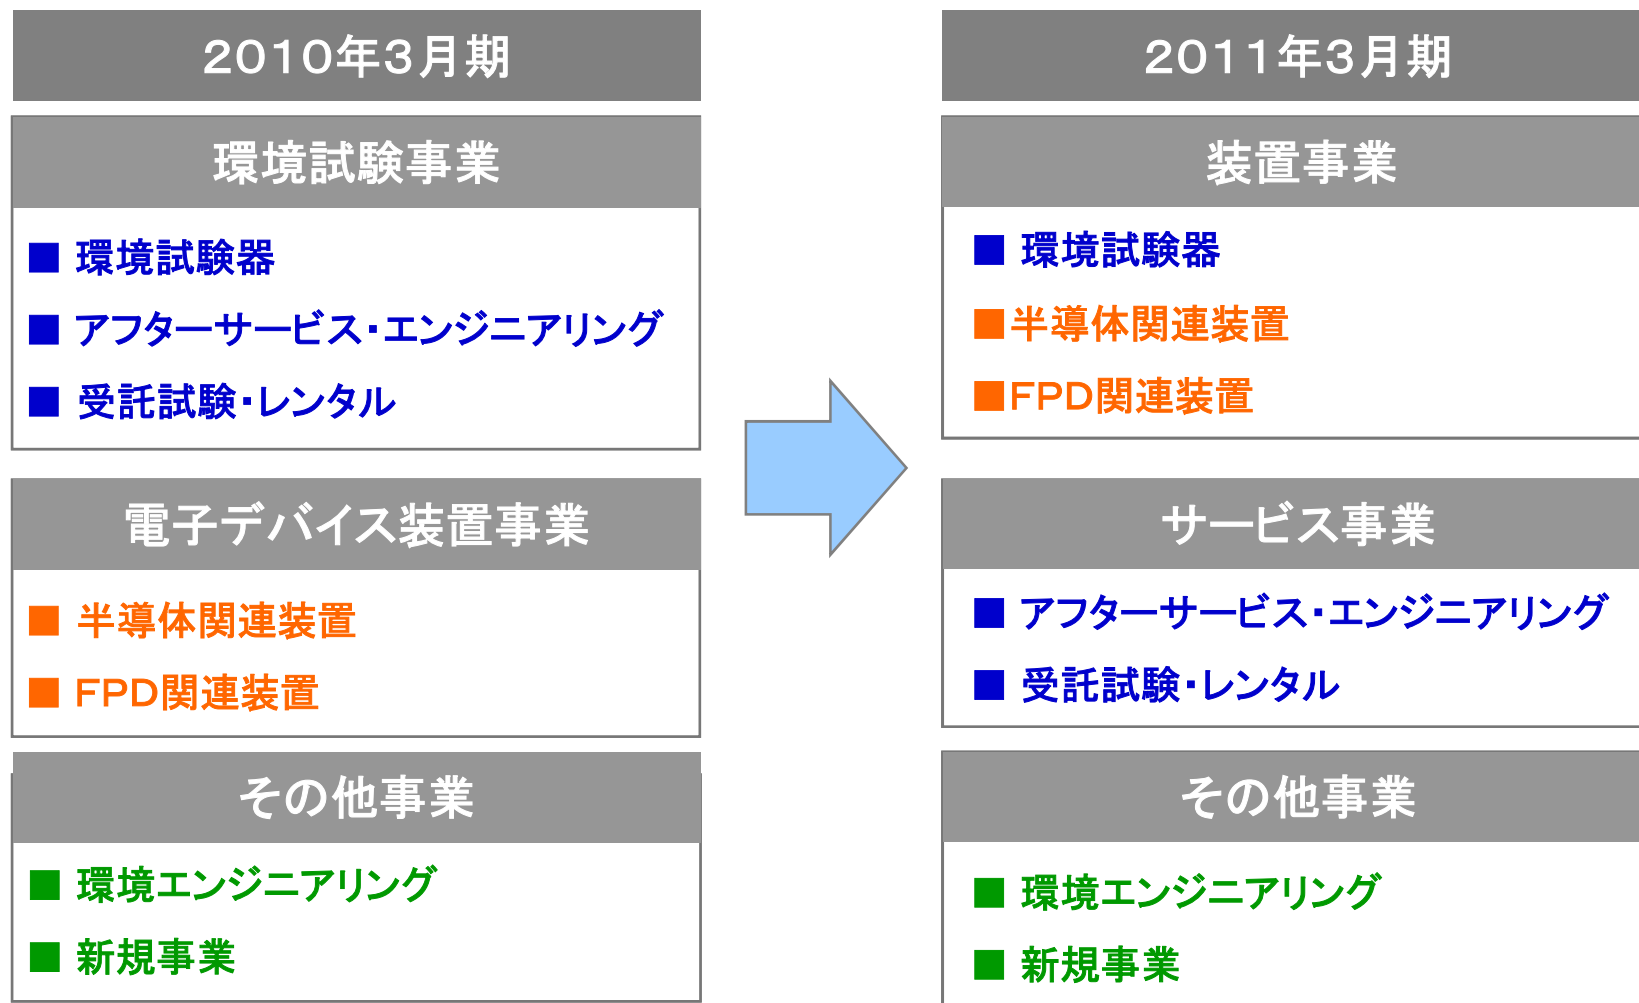 2010年3月期
環境試験事業
■ 環境試験器
■ アフターサービス・エンジニアリング
■ 受託試験・レンタル
電子デバイス装置事業
■ 半導体関連装置
■ FPD関連装置
その他事業
■ 環境エンジニアリング
■ 新規事業
2011年3月期
装置事業
■ 環境試験器
■半導体関連装置
■FPD関連装置
サービス事業
■ アフターサービス・エンジニアリング
■ 受託試験・レンタル
その他事業
■ 環境エンジニアリング
■ 新規事業